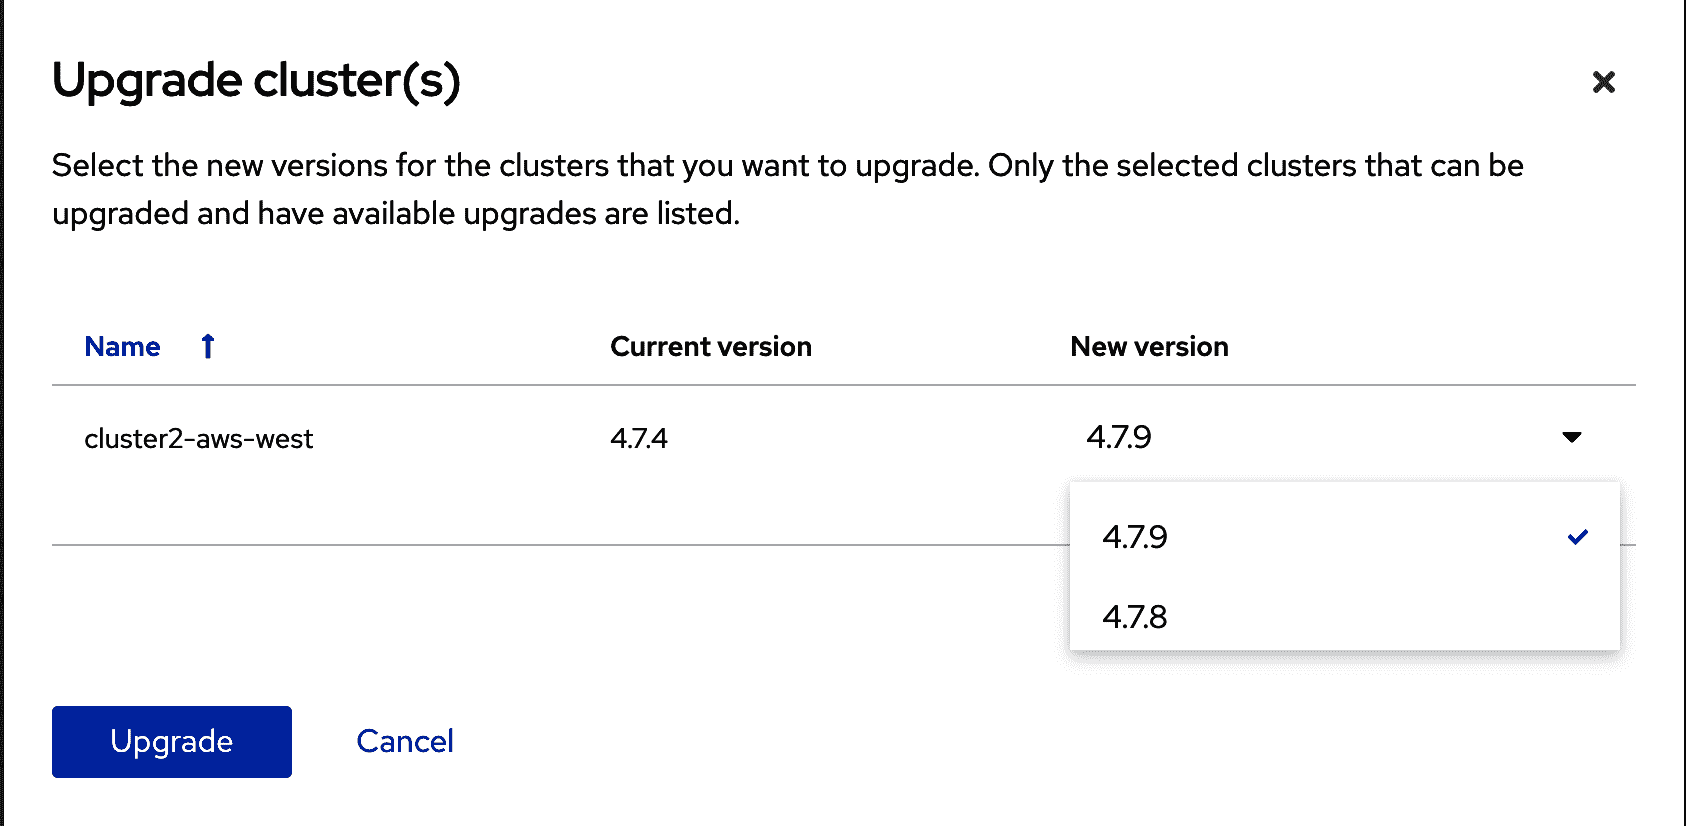 Upgrade cluster(s)
Select the new versions for the clusters that you want to upgrade. Only the selected clusters that can be
upgraded and have available upgrades are listed.
Name Current version New version
cluster2-aws-west 4.7.4 4.7.9
4.7.9
4.7.8
Upgrade Cancel